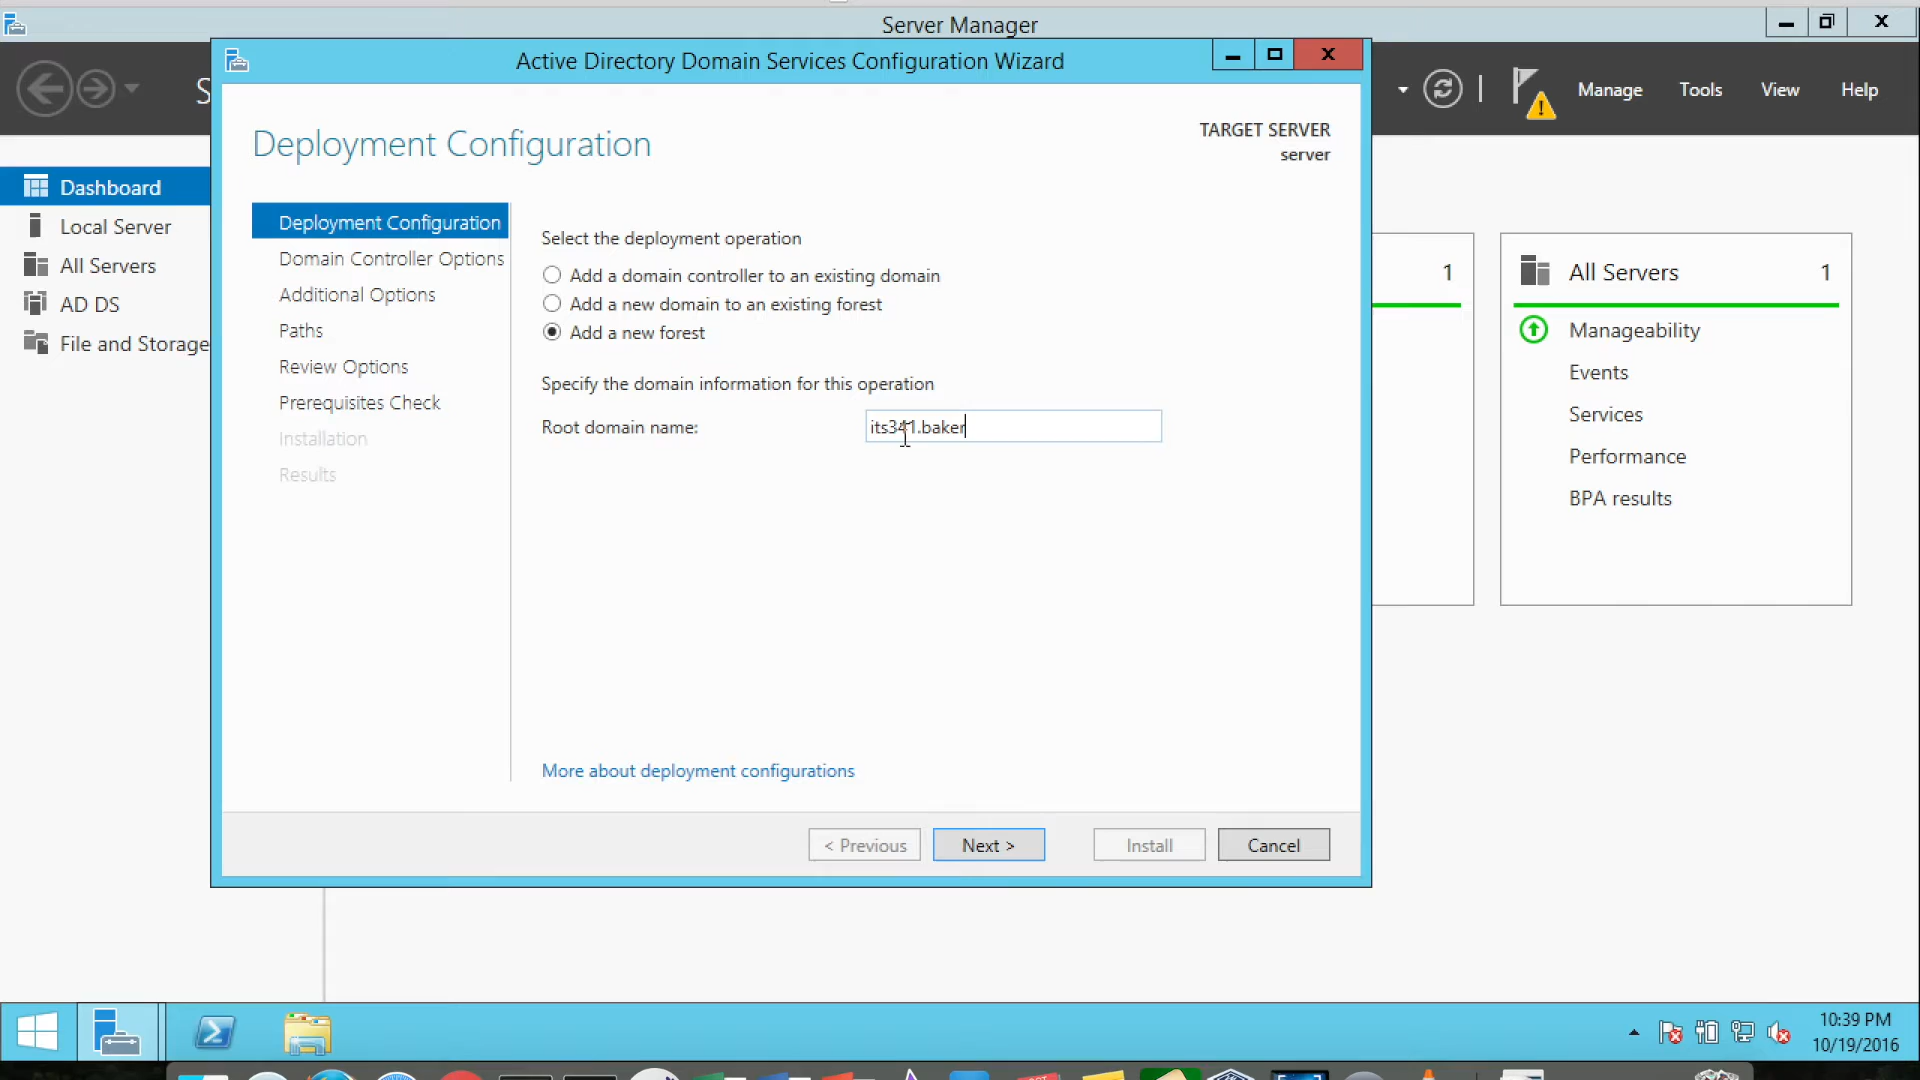 Server Manager
Active Directory Domain Services Configuration Wizard
S
Manage
Tools
View
Help
Deployment Configuration
TARGET SERVER
server
Dashboard
Local Server
All Servers
AD DS
File and Storage
Deployment Configuration
Domain Controller Options
Additional Options
Paths
Review Options
Prerequisites Check
Installation
Results
Select the deployment operation
Add a domain controller to an existing domain
Add a new domain to an existing forest
Add a new forest
Specify the domain information for this operation
Root domain name:
its341.baker
More about deployment configurations
< Previous
Next >
Install
Cancel
1
All Servers
1
Manageability
Events
Services
Performance
BPA results
10:39 PM
10/19/2016